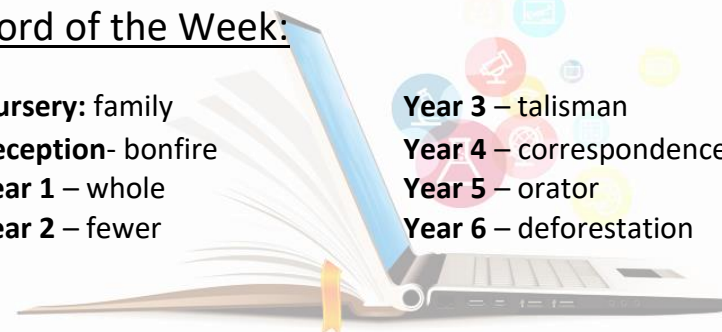 ord of the Week:
ursery: family
eception- bonfire
ear 1 – whole
ear 2 – fewer
Year 3 – talisman
Year 4 – correspondence
Year 5 – orator
Year 6 – deforestation